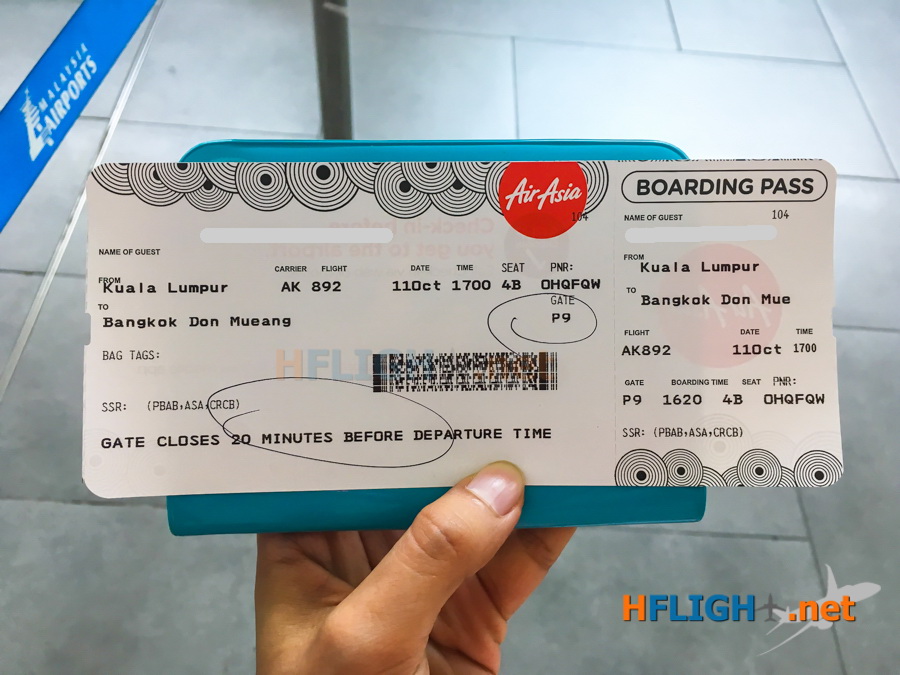 MALAYSIA
AIRPORTS
AirAsia
104
BOARDING PASS
104
NAME OF GUEST
NAME OF GUEST
FROM
Kuala Lumpur
CARRIER FLIGHT
AK 892
DATE TIME SEAT PNR:
11Oct 1700 4B OHQFQW
GATE
P9
TO
Bangkok Don Mueang
BAG TAGS:
SSR: (PBAB,ASA,CRCB)
GATE CLOSES 20 MINUTES BEFORE DEPARTURE TIME
FROM
Kuala Lumpur
TO
Bangkok Don Mue
FLIGHT DATE TIME
AK892 11Oct 1700
GATE BOARDING TIME SEAT PNR:
P9 1620 4B OHQFQW
SSR: (PBAB,ASA,CRCB)
HFLIGH .net